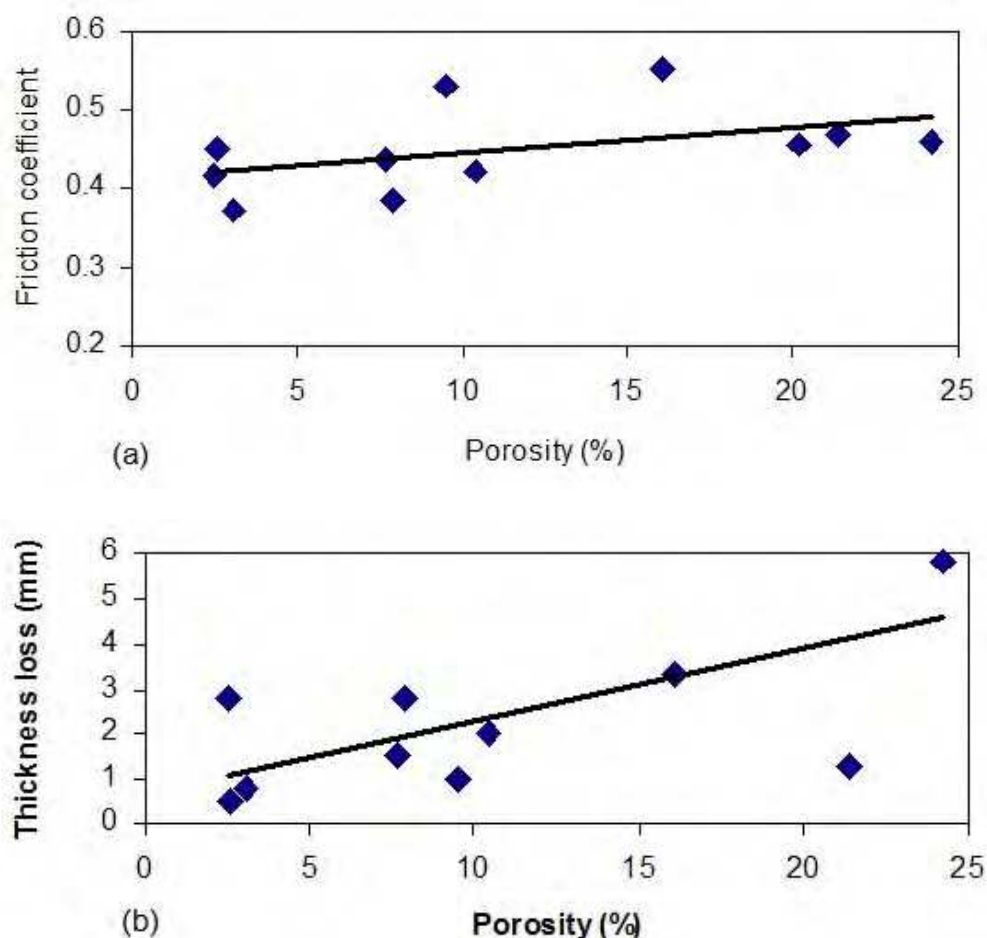 0.6
0.5
0.4
0.3
0.2
Friction coefficient
0 5 10 15 20 25
(a) Porosity (%)
6
5
4
3
2
1
0
Thickness loss (mm)
0 5 10 15 20 25
(b) Porosity (%)